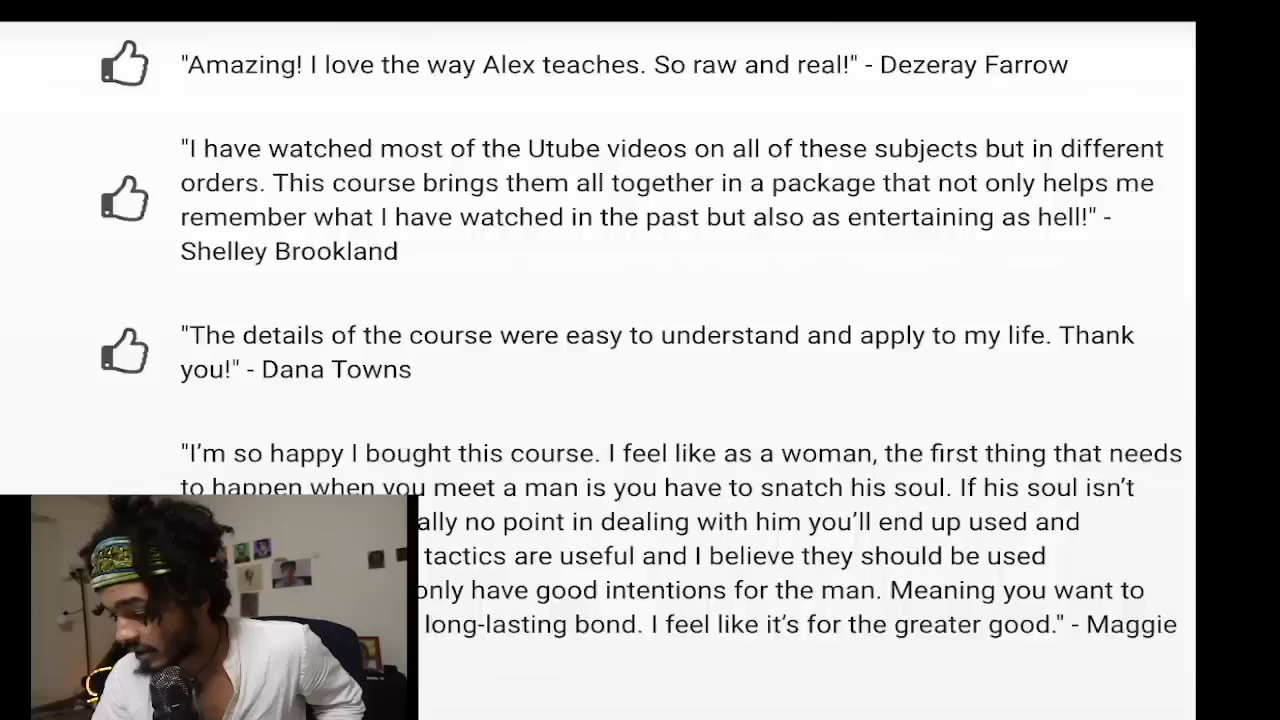 "Amazing! I love the way Alex teaches. So raw and real!" - Dezeray Farrow
"I have watched most of the Utube videos on all of these subjects but in different
orders. This course brings them all together in a package that not only helps me
remember what I have watched in the past but also as entertaining as hell!" -
Shelley Brookland
"The details of the course were easy to understand and apply to my life. Thank
you!" - Dana Towns
"I'm so happy I bought this course. I feel like as a woman, the first thing that needs
to happen when you meet a man is you have to snatch his soul. If his soul isn't
ally no point in dealing with him you'll end up used and
tactics are useful and I believe they should be used
only have good intentions for the man. Meaning you want to
long-lasting bond. I feel like it's for the greater good." - Maggie